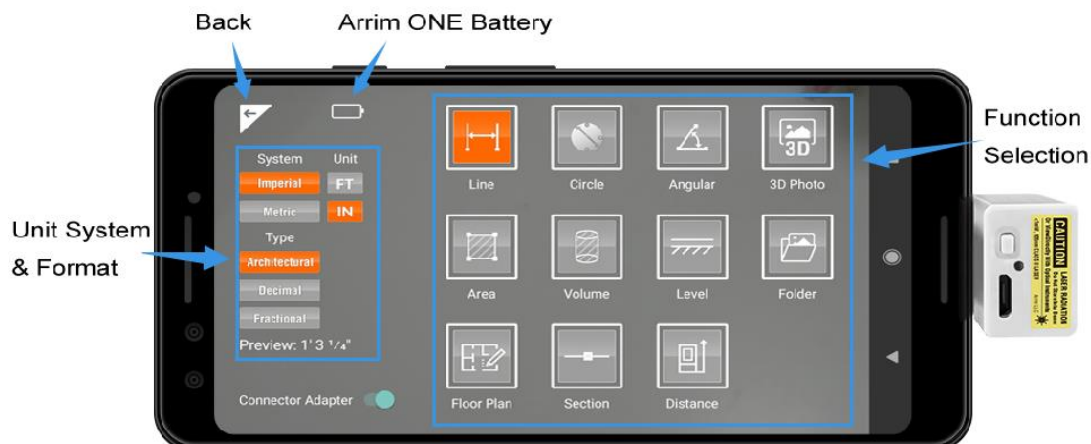 Back
Arrim ONE Battery
Function
Selection
Unit System
& Format
System Unit
Imperial FT
Metric IN
Type
Architectural
Decimal
Fractional
Preview: 1'3 ¹/₄"
Connector Adapter
Line
Circle
Angular
3D
3D Photo
Area
Volume
Level
Folder
Floor Plan
Section
Distance
CAUTION
LASER RADIATION